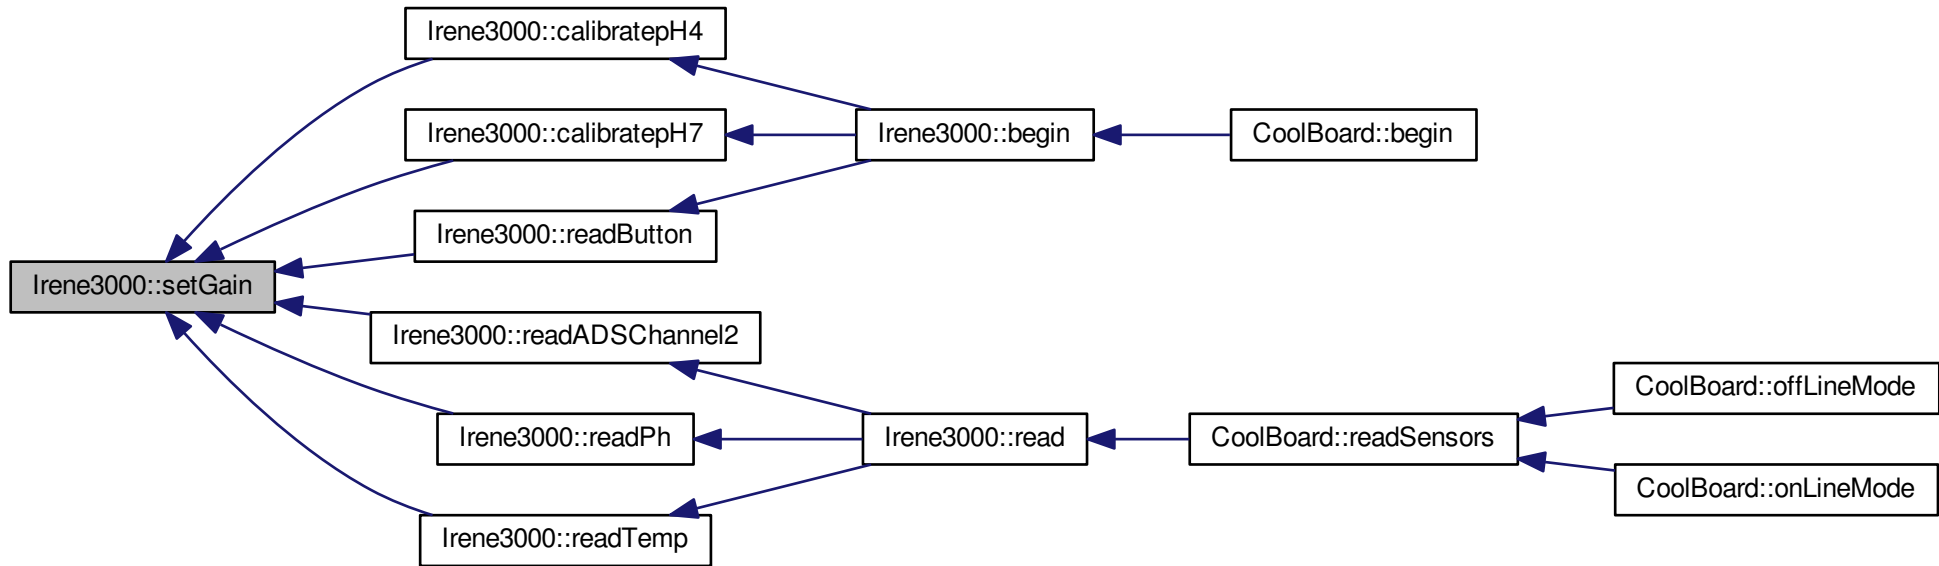 Irene3000::calibratepH4
Irene3000::calibratepH7
Irene3000::begin
CoolBoard::begin
Irene3000::readButton
Irene3000::setGain
Irene3000::readADSChannel2
CoolBoard::offLineMode
Irene3000::readPh
Irene3000::read
CoolBoard::readSensors
CoolBoard::onLineMode
Irene3000::readTemp